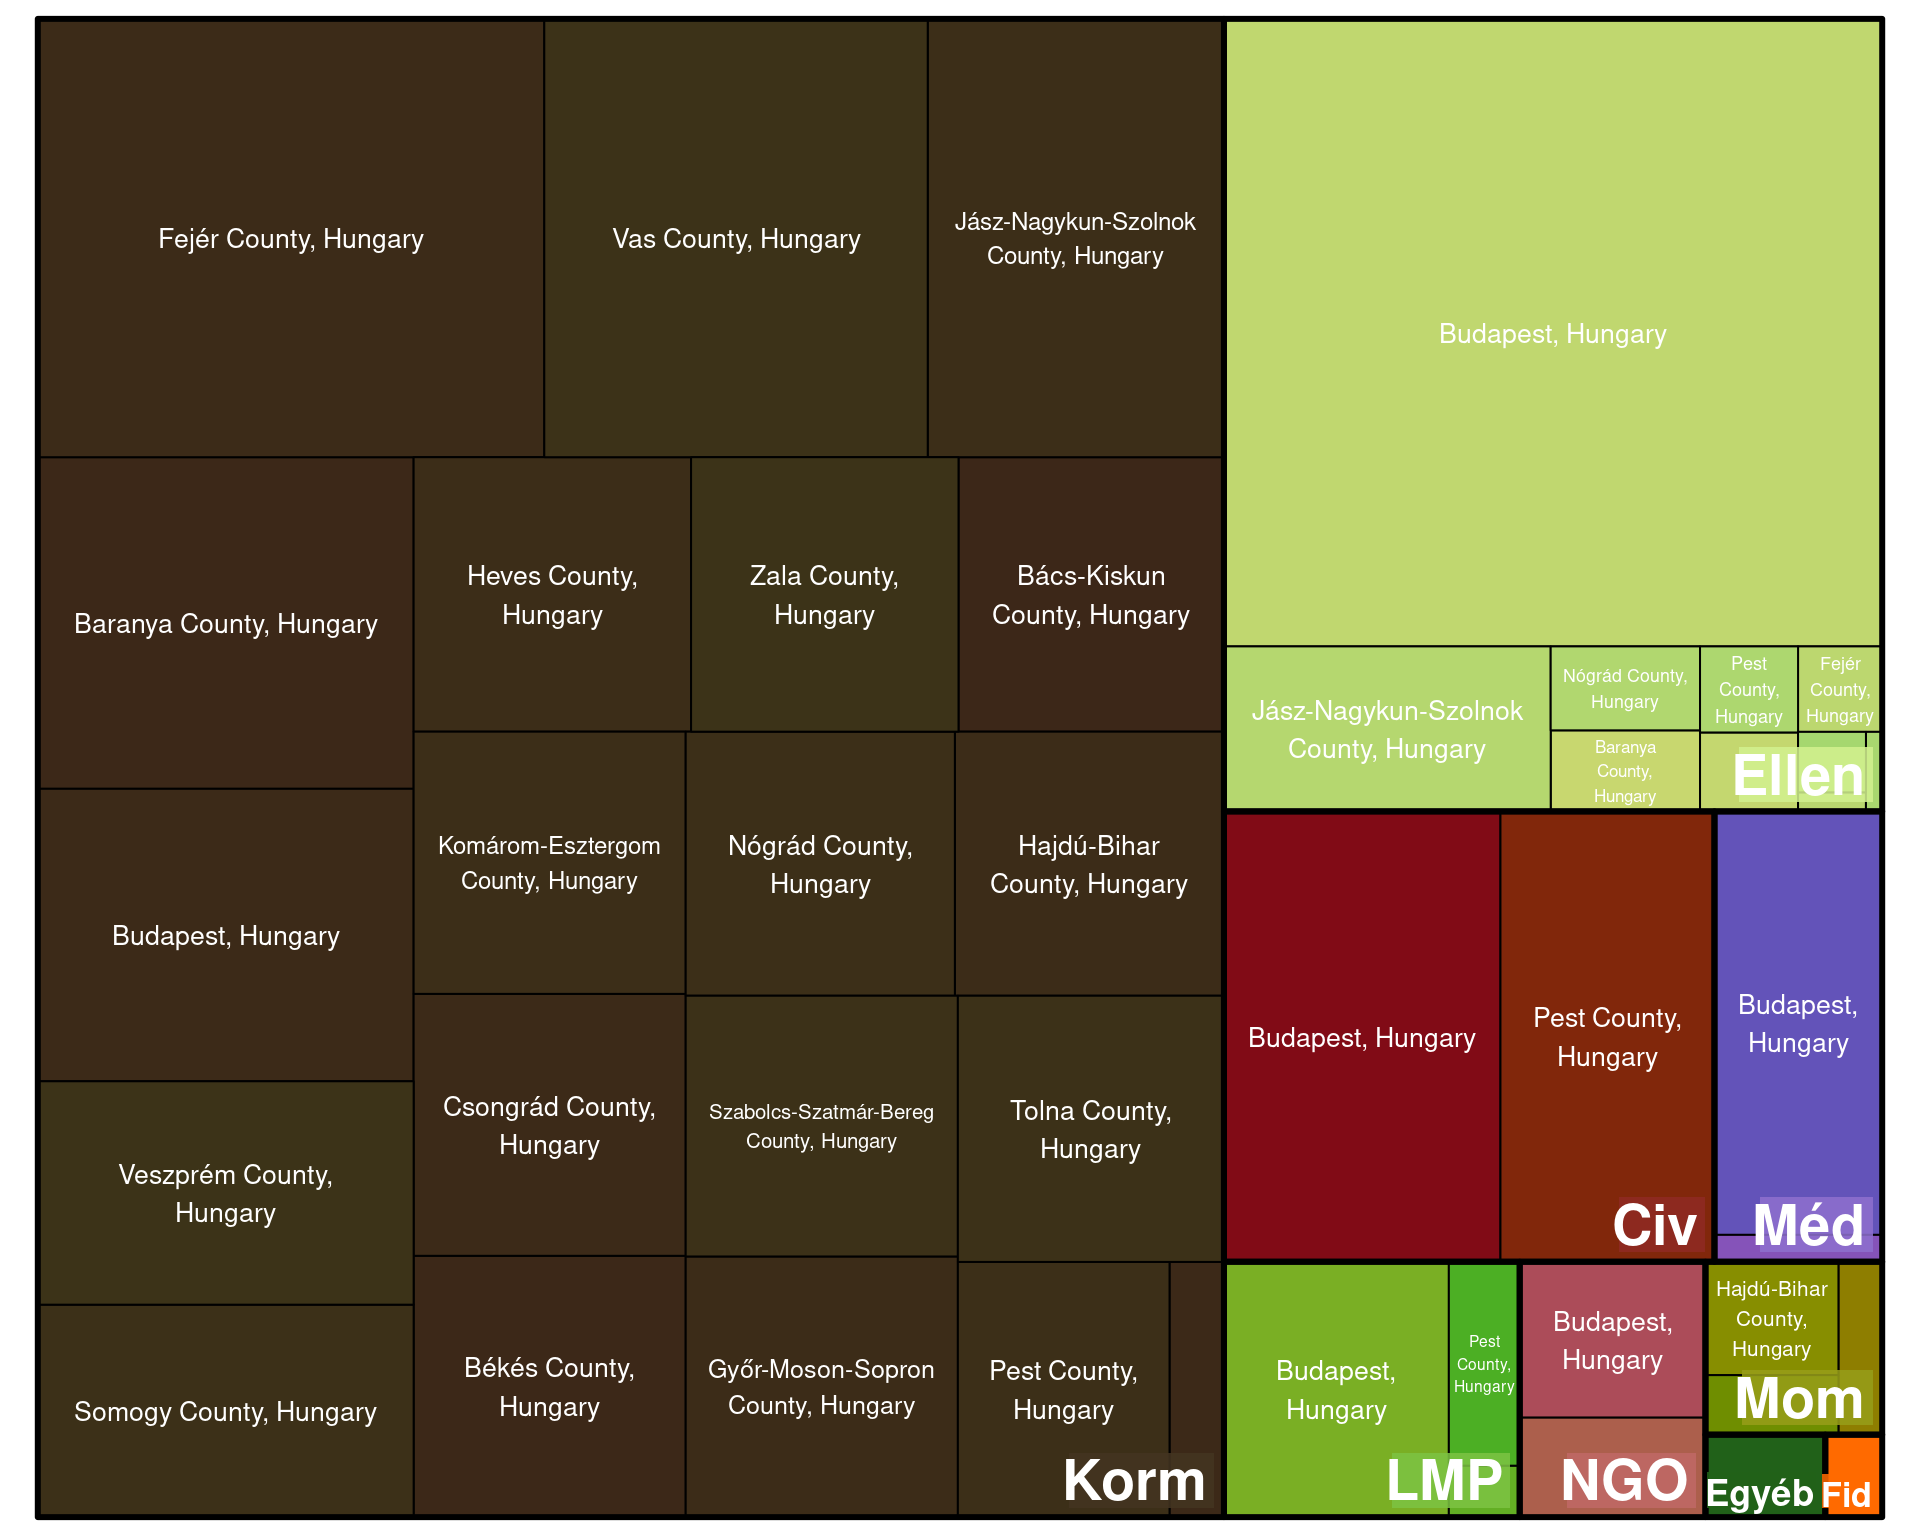 Fejér County, Hungary
Vas County, Hungary
Jász-Nagykun-Szolnok
County, Hungary
Baranya County, Hungary
Heves County,
Hungary
Zala County,
Hungary
Bács-Kiskun
County, Hungary
Budapest, Hungary
Komárom-Esztergom
County, Hungary
Nógrád County,
Hungary
Hajdú-Bihar
County, Hungary
Veszprém County,
Hungary
Csongrád County,
Hungary
Szabolcs-Szatmár-Bereg
County, Hungary
Tolna County,
Hungary
Somogy County, Hungary
Békés County,
Hungary
Győr-Moson-Sopron
County, Hungary
Pest County,
Hungary
Korm
Budapest, Hungary
Jász-Nagykun-Szolnok
County, Hungary
Nógrád County,
Hungary
Baranya
County,
Hungary
Pest
County,
Hungary
Fejér
County,
Hungary
Ellen
Budapest, Hungary
Pest County,
Hungary
Civ
Budapest,
Hungary
Méd
Budapest,
Hungary
Pest
County,
Hungary
LMP
Budapest,
Hungary
NGO
Hajdú-Bihar
County,
Hungary
Mom
Egyéb
Fid